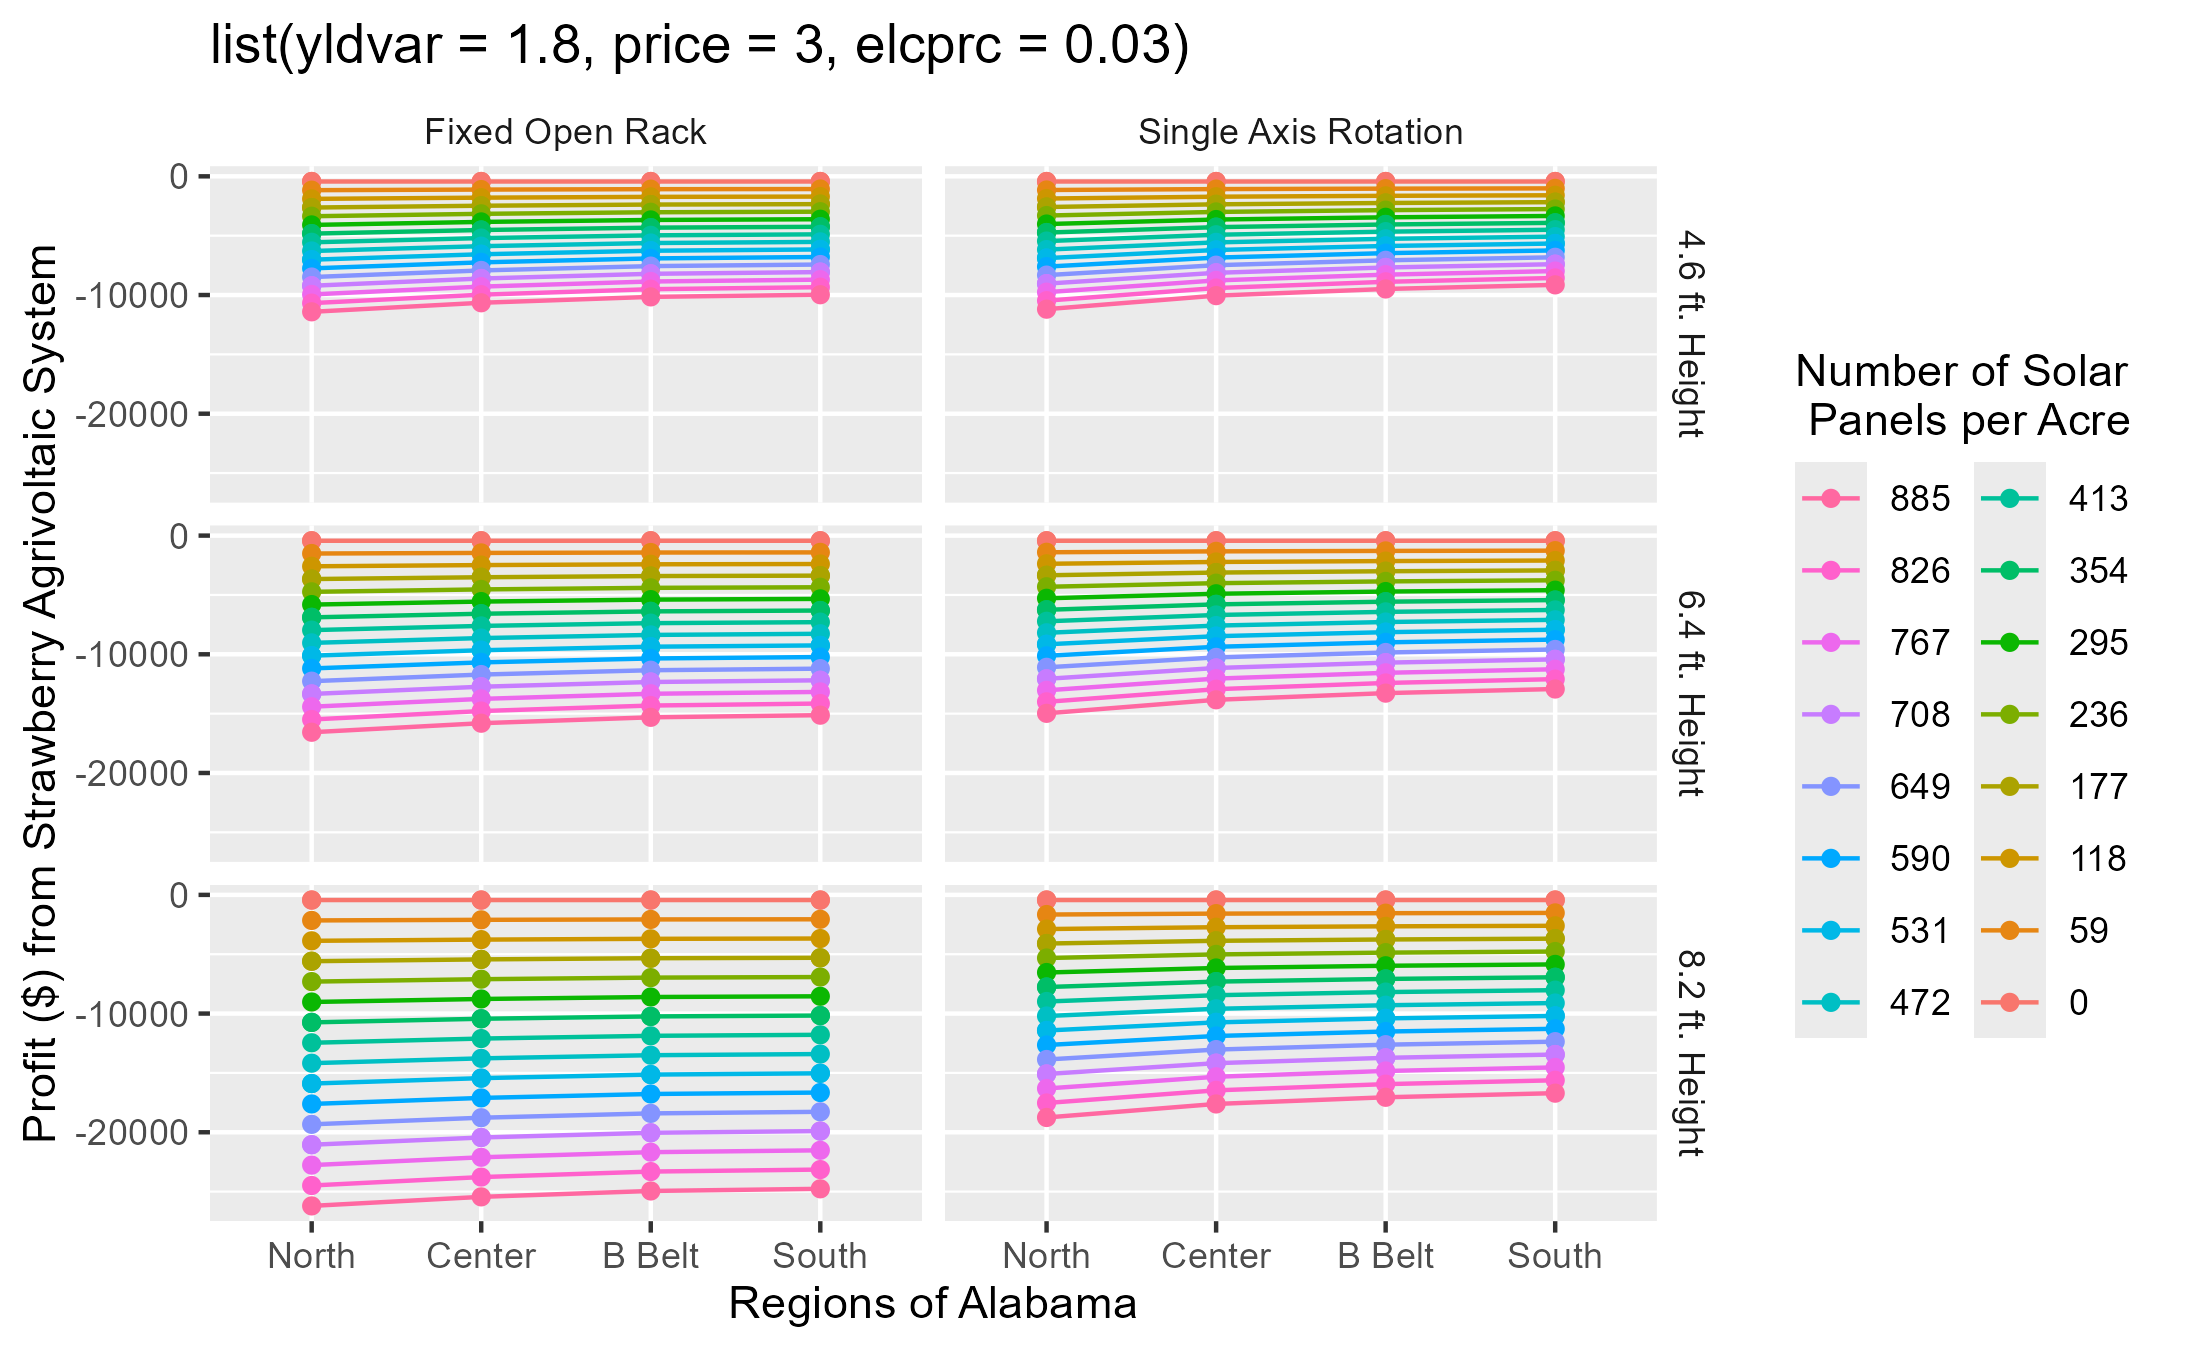 list(yldvar = 1.8, price = 3, elcprc = 0.03)
Fixed Open Rack
Single Axis Rotation
Profit ($) from Strawberry Agrivoltaic System
0
-10000
-20000
4.6 ft. Height
0
-10000
-20000
6.4 ft. Height
0
-10000
-20000
8.2 ft. Height
North Center B Belt South
North Center B Belt South
Regions of Alabama
Number of Solar
Panels per Acre
885 413
826 354
767 295
708 236
649 177
590 118
531 59
472 0